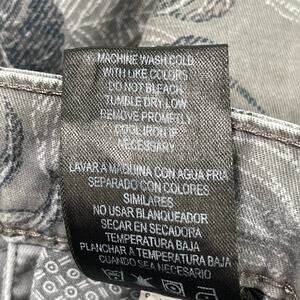 MACHINE WASH COLD
WITH LIKE COLORS
DO NOT BLEACH
TUMBLE DRY LOW
REMOVE PROMPTLY
COOL IRON IF
NECESSARY
LAVAR A MAQUINA CON AGUA FRIA
SEPARADO CON COLORES
SIMILARES
NO USAR BLANQUEADOR
SECAR EN SECADORA
TEMPERATURA BAJA
PLANCHAR A TEMPERATURA BAJA
CUANDO SEA NECESARIO